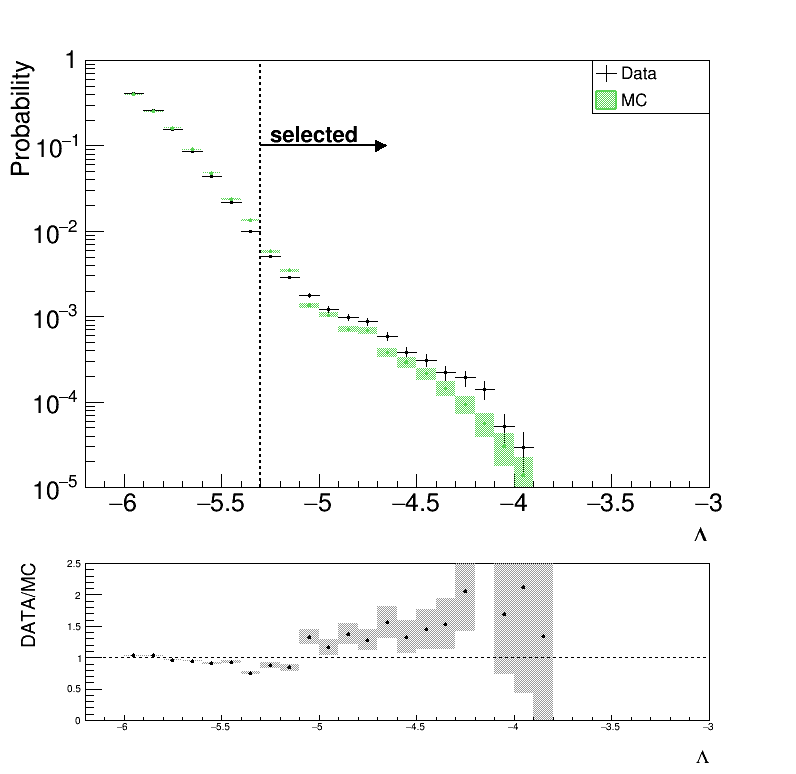 Probability
1
10⁻¹
10⁻²
10⁻³
10⁻⁴
10⁻⁵
selected
Data
MC
−6 −5.5 −5 −4.5 −4 −3.5 −3
Λ
DATA/MC
2.5
2
1.5
1
0.5
0
−6 −5.5 −5 −4.5 −4 −3.5 −3
Λ